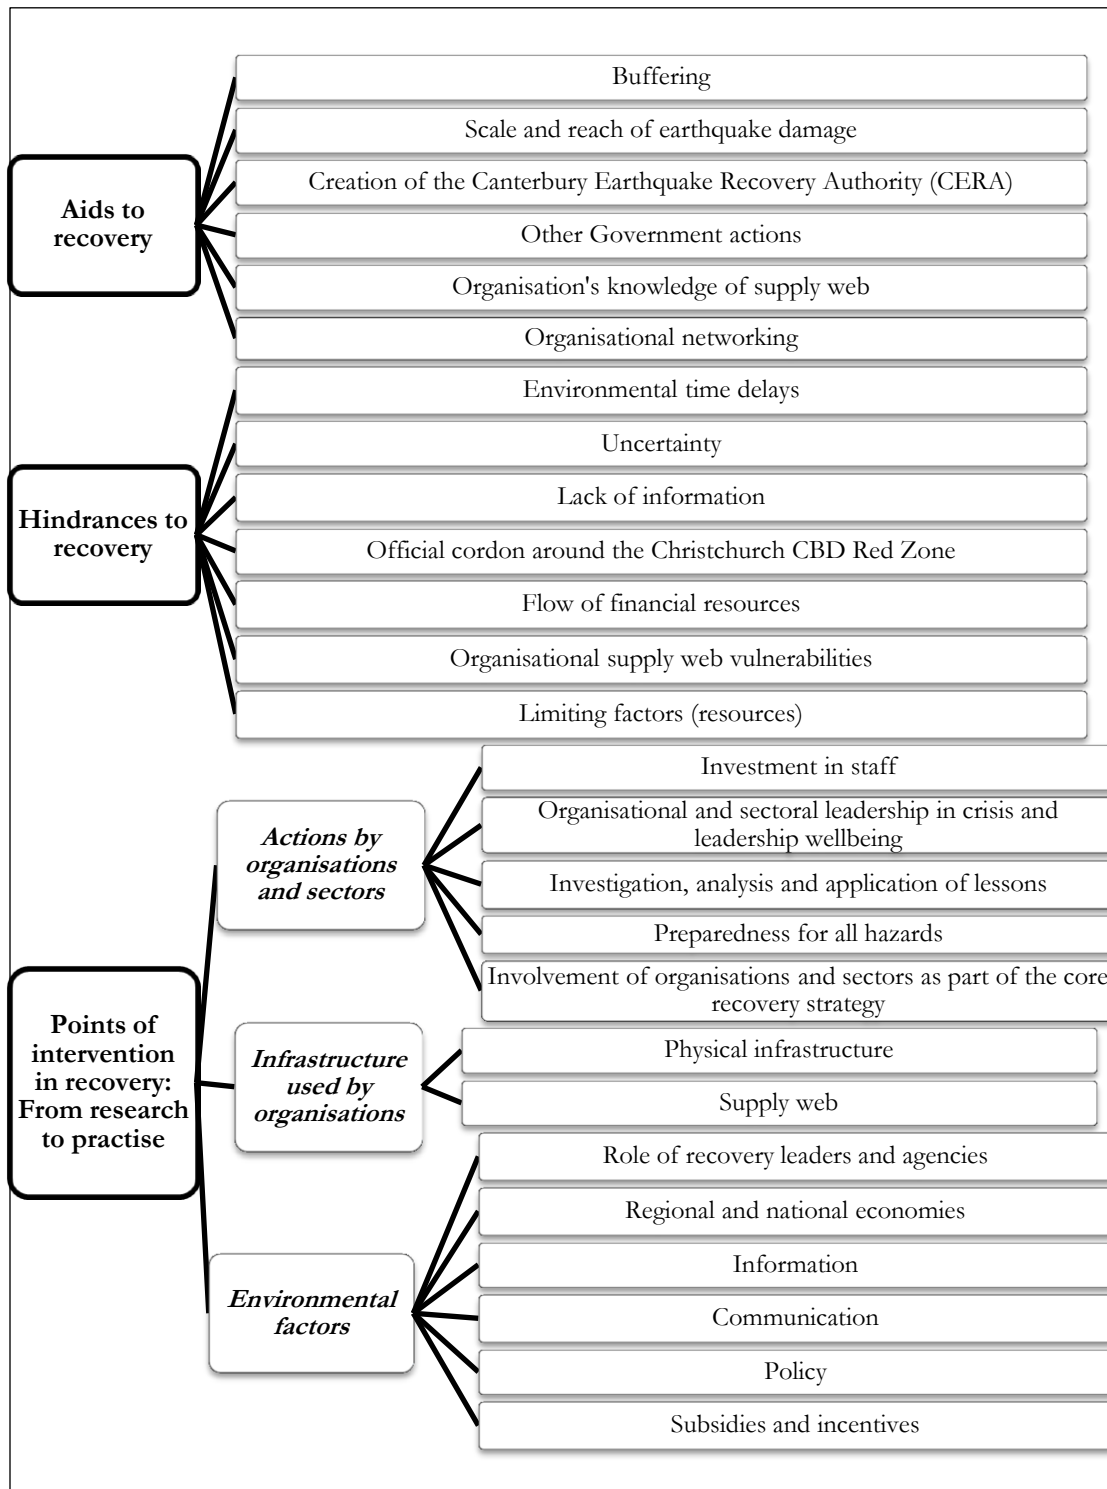 Aids to
recovery
Buffering
Scale and reach of earthquake damage
Creation of the Canterbury Earthquake Recovery Authority (CERA)
Other Government actions
Organisation's knowledge of supply web
Organisational networking
Hindrances to
recovery
Environmental time delays
Uncertainty
Lack of information
Official cordon around the Christchurch CBD Red Zone
Flow of financial resources
Organisational supply web vulnerabilities
Limiting factors (resources)
Points of
intervention
in recovery:
From research
to practise
Actions by
organisations
and sectors
Investment in staff
Organisational and sectoral leadership in crisis and
leadership wellbeing
Investigation, analysis and application of lessons
Preparedness for all hazards
Involvement of organisations and sectors as part of the core
recovery strategy
Infrastructure
used by
organisations
Physical infrastructure
Supply web
Environmental
factors
Role of recovery leaders and agencies
Regional and national economies
Information
Communication
Policy
Subsidies and incentives